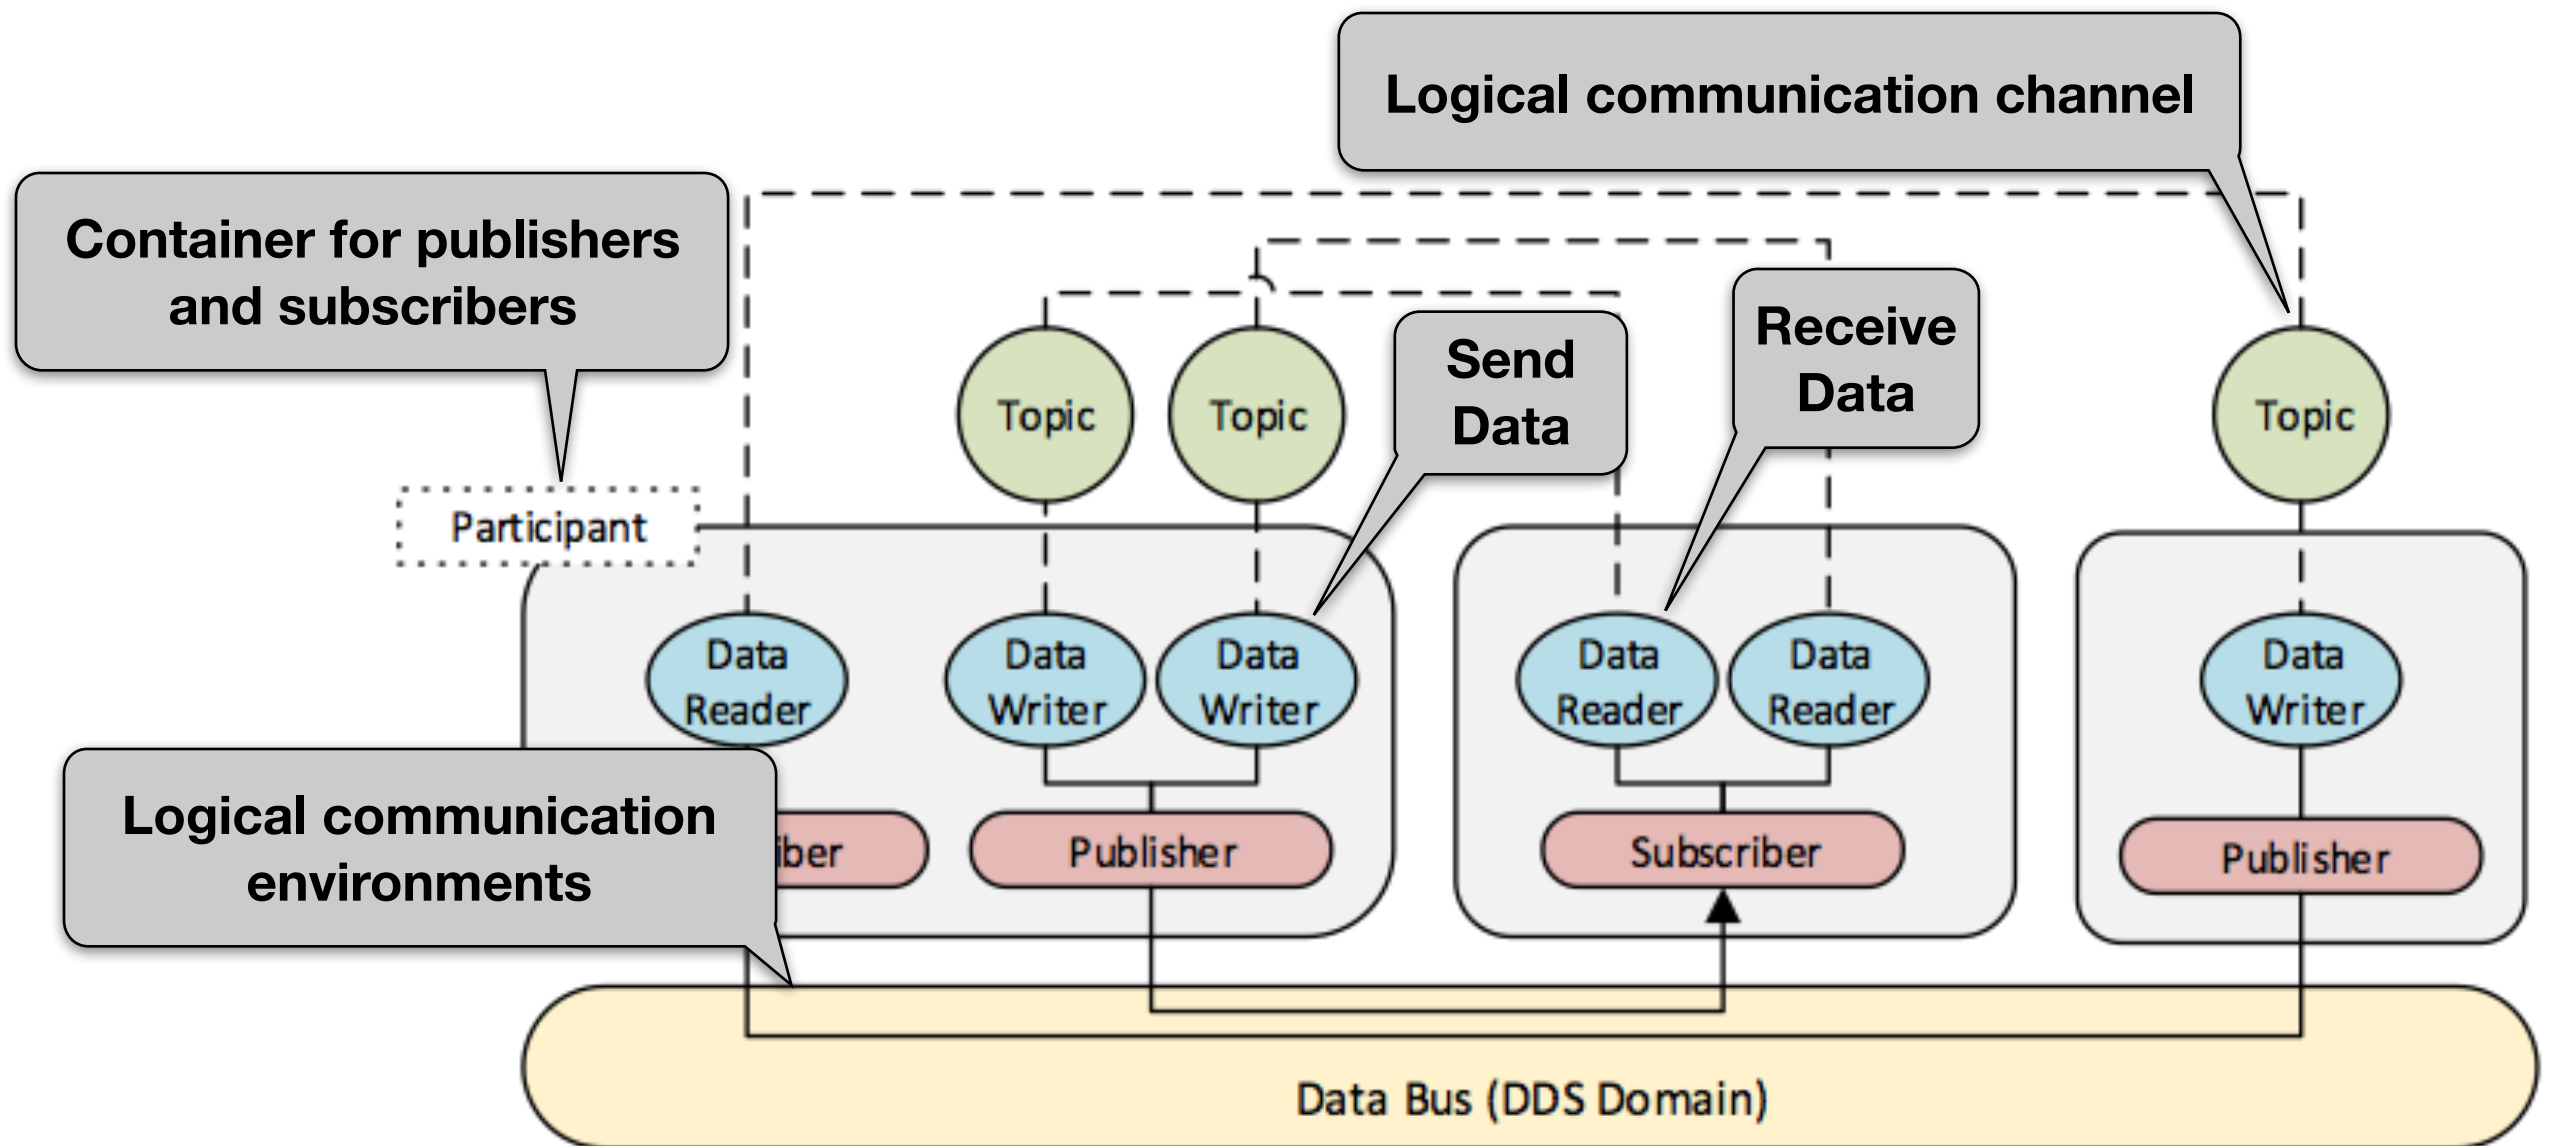 Logical communication channel
Container for publishers
and subscribers
Send
Data
Receive
Data
Topic
Topic
Topic
Participant
Data
Reader
Data
Writer
Data
Writer
Data
Reader
Data
Reader
Data
Writer
Logical communication
environments
iber
Publisher
Subscriber
Publisher
Data Bus (DDS Domain)